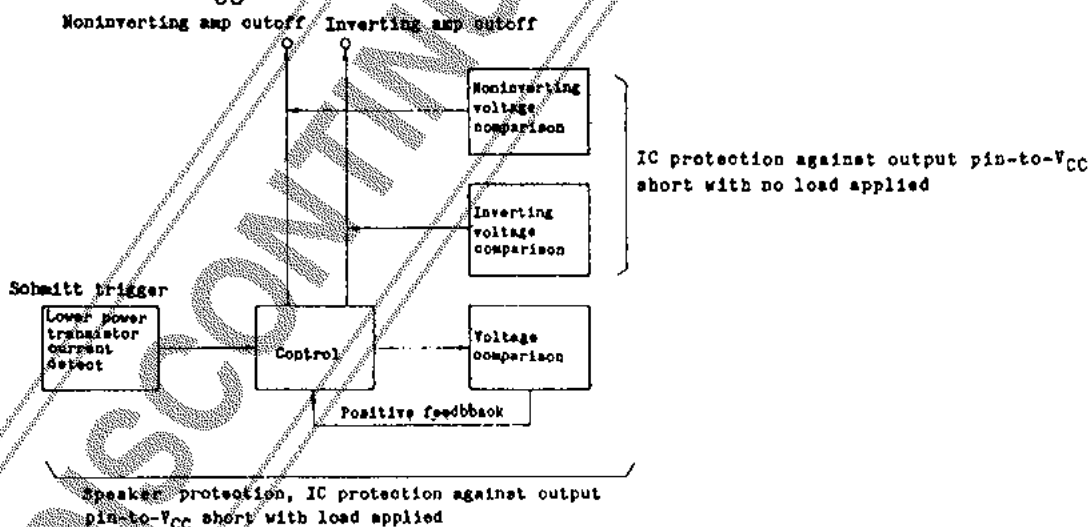 Noninverting amp cutoff Inverting amp cutoff
Noninverting
voltage
comparison
IC protection against output pin-to-VCC
short with no load applied
Inverting
voltage
comparison
Schmitt trigger
Lower power
transistor
current
detect
Control
Voltage
comparison
Positive feedbback
Speaker protection, IC protection against output
pin-to-VCC short with load applied
DISCONTINU